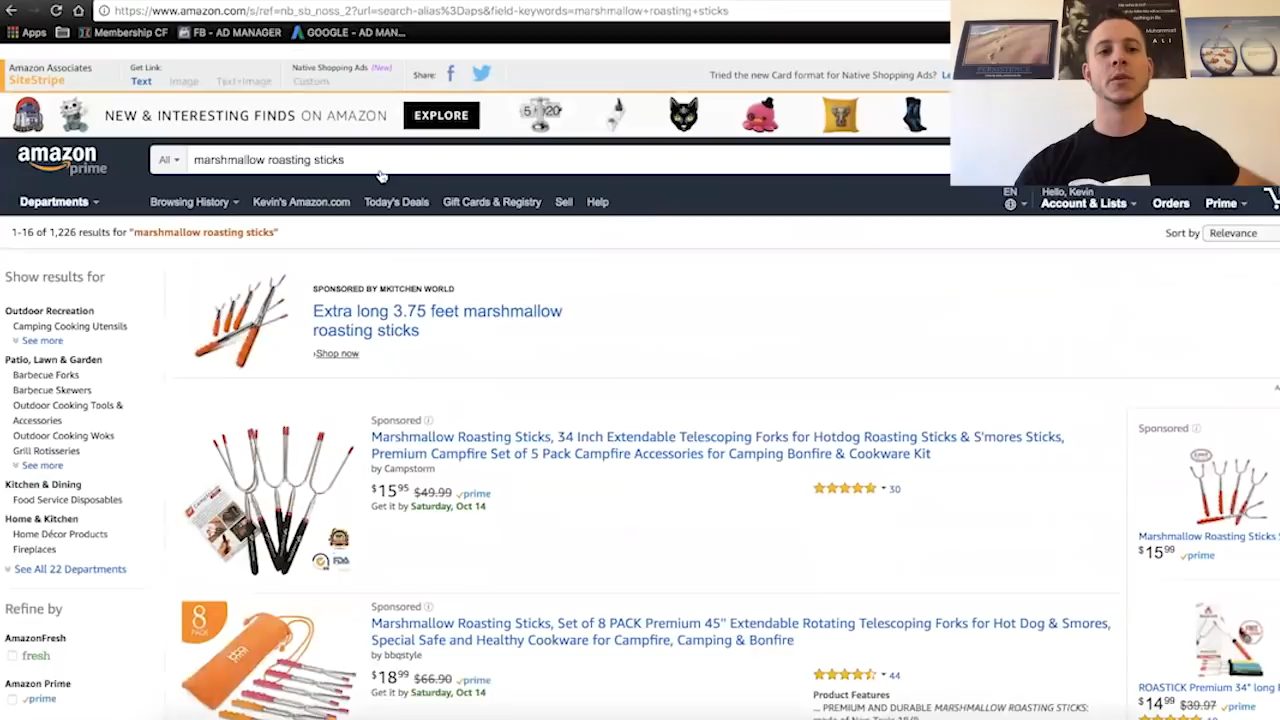 https://www.amazon.com/s/ref=nb_sb_noss_2?url=search-alias%3Daps&field-keywords=marshmallow+roasting+sticks
Apps Membership CF FB - AD MANAGER GOOGLE - AD MAN...
Amazon Associates
SiteStripe
Get Link:
Text Image Text+Image
Native Shopping Ads (New)
Custom
Share:
Tried the new Card format for Native Shopping Ads? Le
NEW & INTERESTING FINDS ON AMAZON EXPLORE
amazon
prime
All
marshmallow roasting sticks
Departments
Browsing History Kevin's Amazon.com Today's Deals Gift Cards & Registry Sell Help
EN
Hello, Kevin
Account & Lists Orders Prime
1-16 of 1,226 results for "marshmallow roasting sticks"
Sort by Relevance
Show results for
Outdoor Recreation
Camping Cooking Utensils
See more
Patio, Lawn & Garden
Barbecue Forks
Barbecue Skewers
Outdoor Cooking Tools &
Accessories
Outdoor Cooking Woks
Grill Rotisseries
See more
Kitchen & Dining
Food Service Disposables
Home & Kitchen
Home Décor Products
Fireplaces
See All 22 Departments
Refine by
AmazonFresh
fresh
Amazon Prime
prime
SPONSORED BY MKITCHEN WORLD
Extra long 3.75 feet marshmallow
roasting sticks
›Shop now
Sponsored
Marshmallow Roasting Sticks, 34 Inch Extendable Telescoping Forks for Hotdog Roasting Sticks & S'mores Sticks,
Premium Campfire Set of 5 Pack Campfire Accessories for Camping Bonfire & Cookware Kit
by Campstorm
$15 95 $49.99 prime
Get it by Saturday, Oct 14
30
FDA
Sponsored
Marshmallow Roasting Sticks, Set of 8 PACK Premium 45" Extendable Rotating Telescoping Forks for Hot Dog & Smores,
Special Safe and Healthy Cookware for Campfire, Camping & Bonfire
by bbqstyle
$18 99 $66.90 prime
Get it by Saturday, Oct 14
44
Product Features
... PREMIUM AND DURABLE MARSHMALLOW ROASTING STICKS:
8
Sponsored
Marshmallow Roasting Sticks S
$15 99 prime
ROASTICK Premium 34" long
$14 99 $39.97 prime
Muhammad
ALI